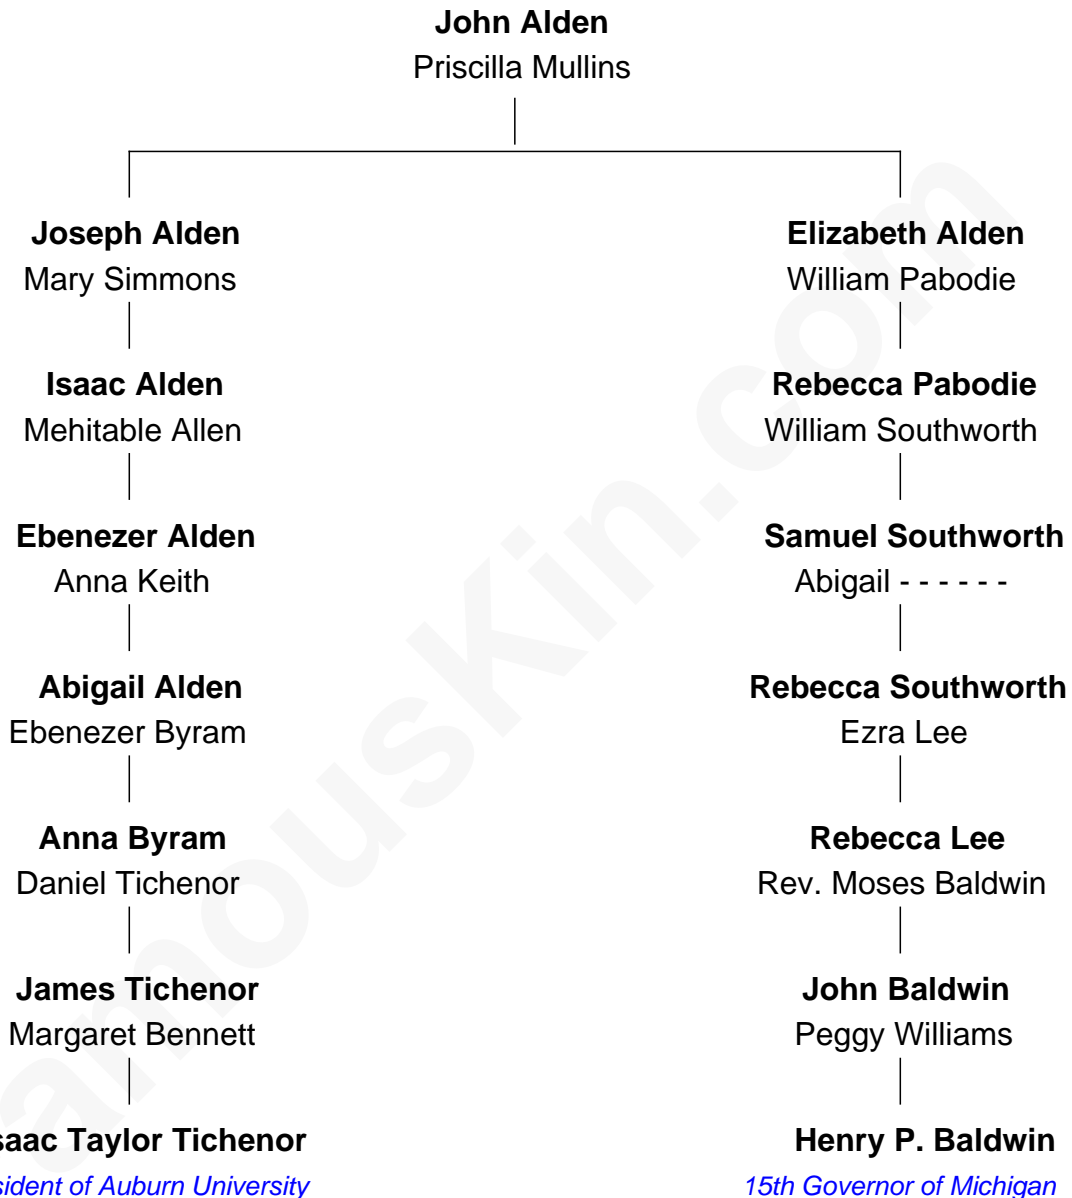 John Alden
Priscilla Mullins
Joseph Alden
Elizabeth Alden
Mary Simmons
William Pabodie
Isaac Alden
Rebecca Pabodie
Mehitable Allen
William Southworth
Ebenezer Alden
Samuel Southworth
Anna Keith
Abigail - - - - - -
Abigail Alden
Rebecca Southworth
Ebenezer Byram
Ezra Lee
Anna Byram
Rebecca Lee
Daniel Tichenor
Rev. Moses Baldwin
James Tichenor
John Baldwin
Margaret Bennett
Peggy Williams
saac Taylor Tichenor
Henry P. Baldwin
sident of Auburn University
15th Governor of Michigan
amouskin.com